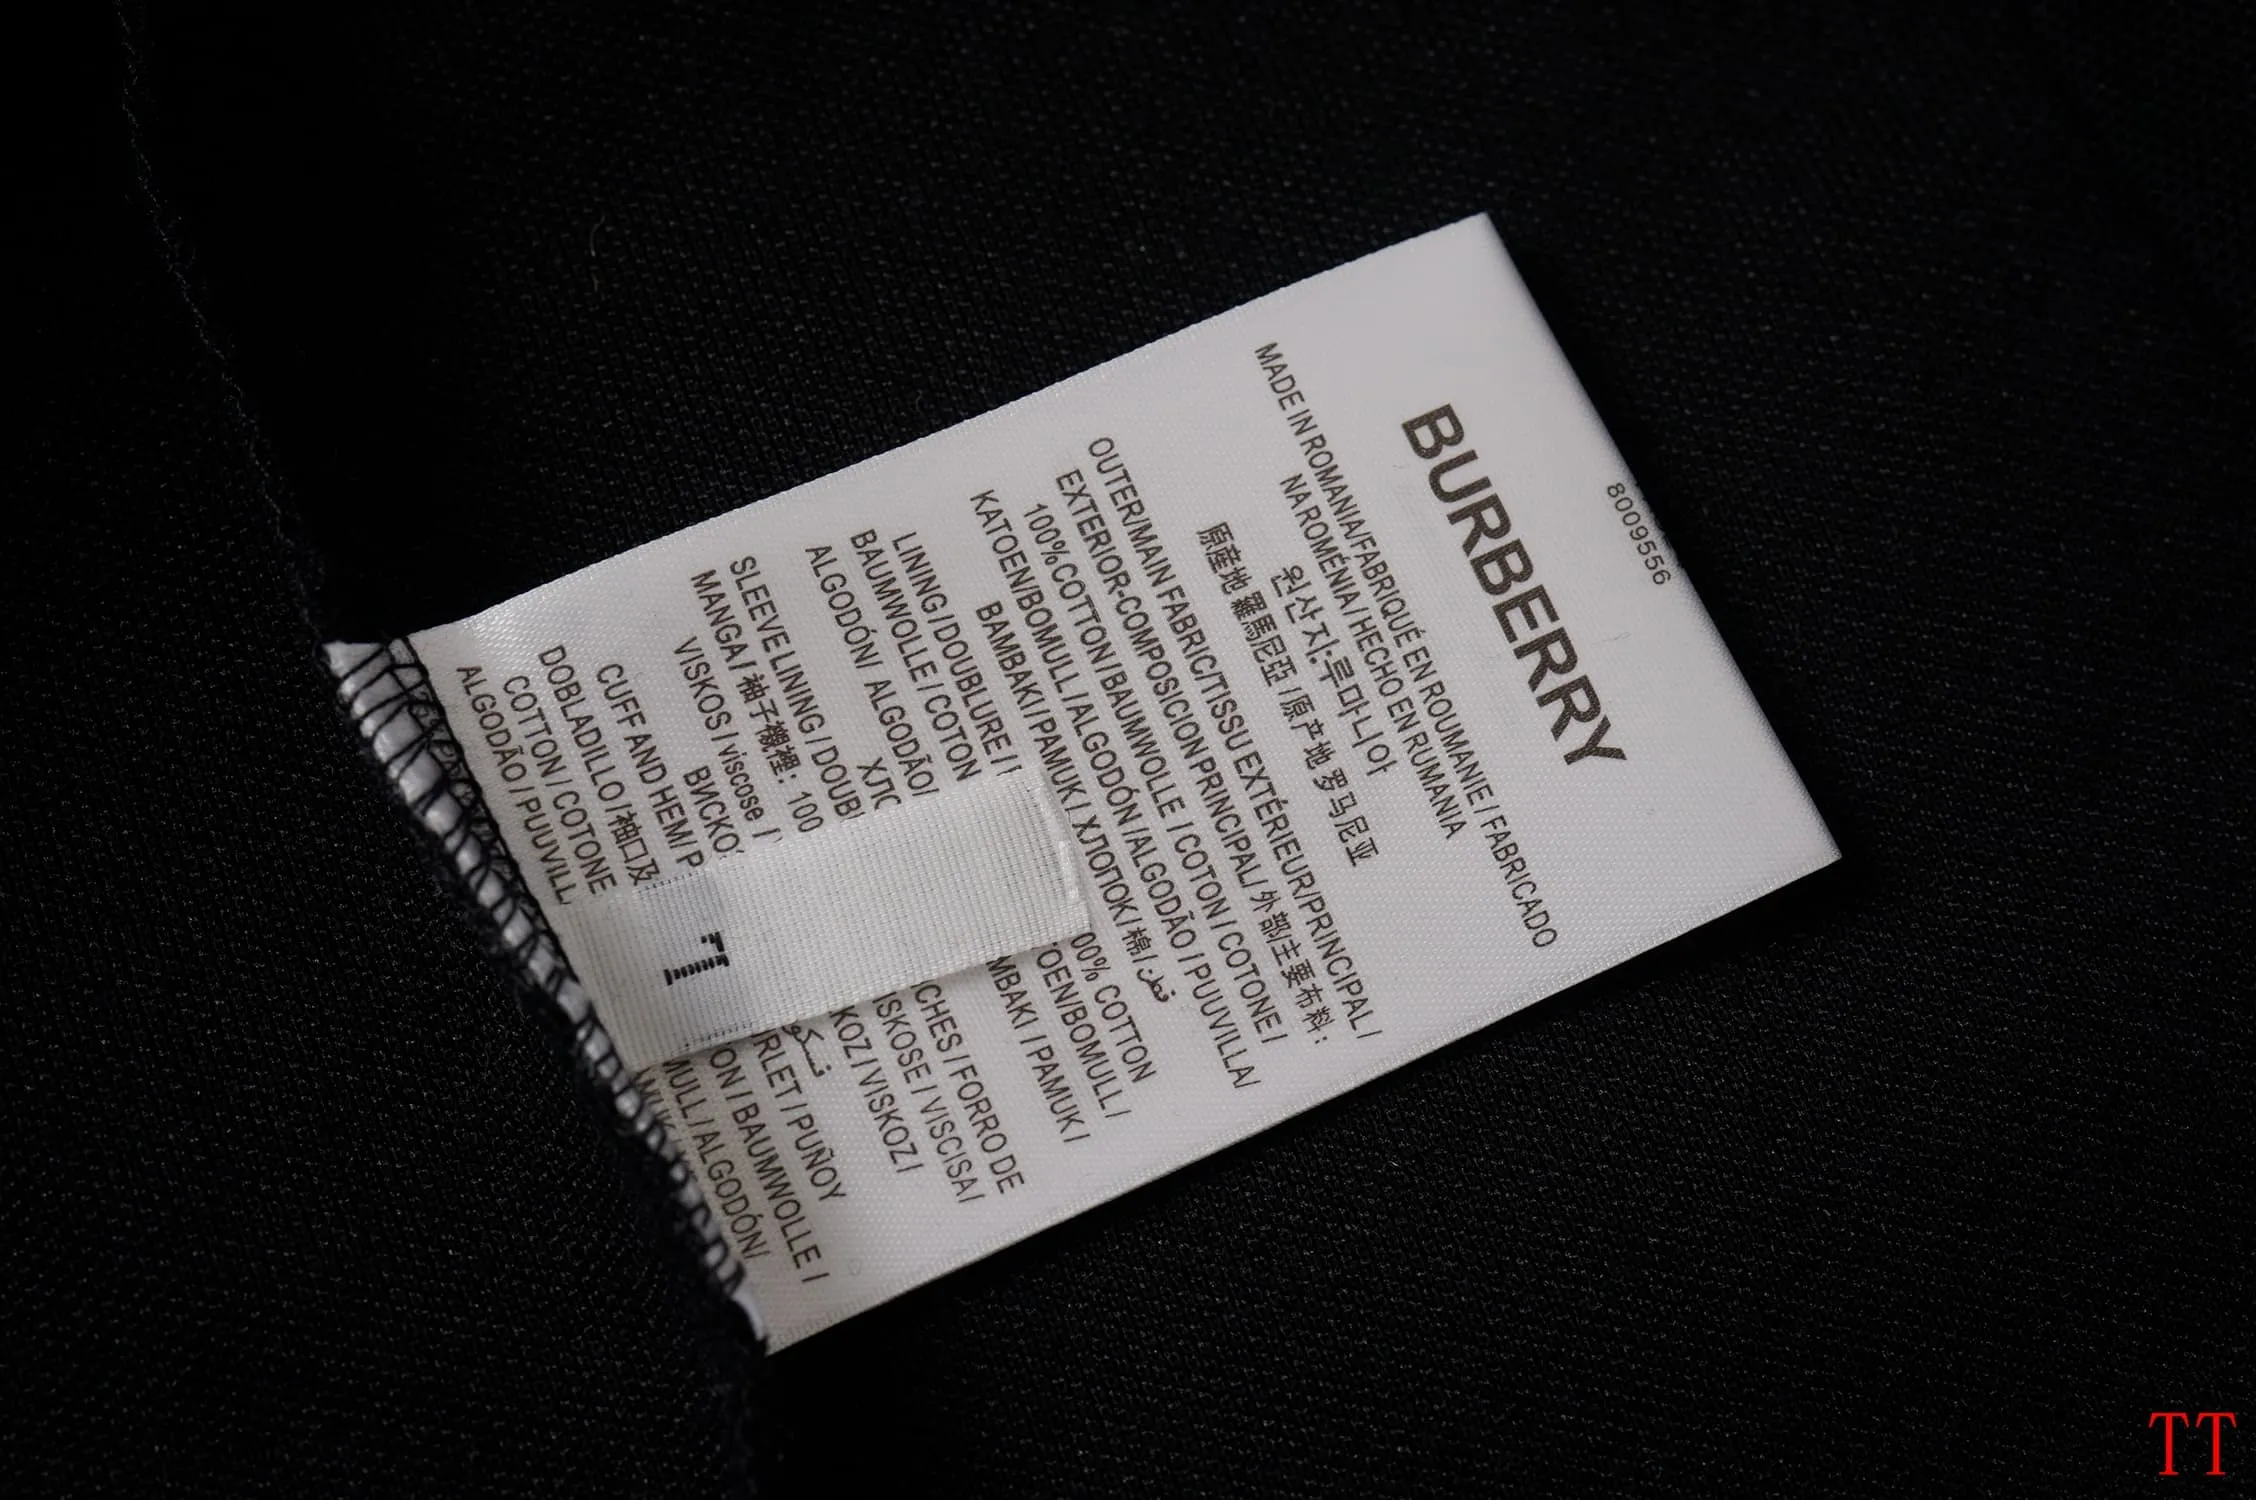 8009556
BURBERRY
MADE IN ROMANIA/FABRIQUÉ EN ROUMANIE / FABRICADO
NA ROMÉNIA / HECHO EN RUMANIA
원산지:루마니아
原産地 羅馬尼亞 / 原产地 罗马尼亚
OUTER/MAIN FABRIC/TISSU EXTÉRIEUR/PRINCIPAL /
EXTERIOR-COMPOSICION PRINCIPAL/ 外部主要布料:
100% COTTON / BAUMWOLLE / COTON / COTONE /
KATOEN/BOMULL / ALGODÓN /ALGODÃO / PUUVILLA/
BAMBAKI / PAMUK / ХЛОПОК / 棉 / قطن
LINING / DOUBLURE / 00% COTTON
BAUMWOLLE / COTON OEN/BOMULL /
ALGODÓN/ ALGODÃO/ MBAKI / PAMUK /
ХЛО
SLEEVE LINING / DOUBL ICHES / FORRO DE
MANGA / 袖子襯裡: 100 ISKOSE / VISCISA /
VISKOS / viscose / KOZ / VISKOZ /
ВИСКО
CUFF AND HEM/ P RLET / PUÑOY
DOBLADILLO / 袖口及 ON / BAUMWOLLE /
COTTON / COTONE MULL / ALGODÓN/
ALGODÃO / PUUVILL
L
TT